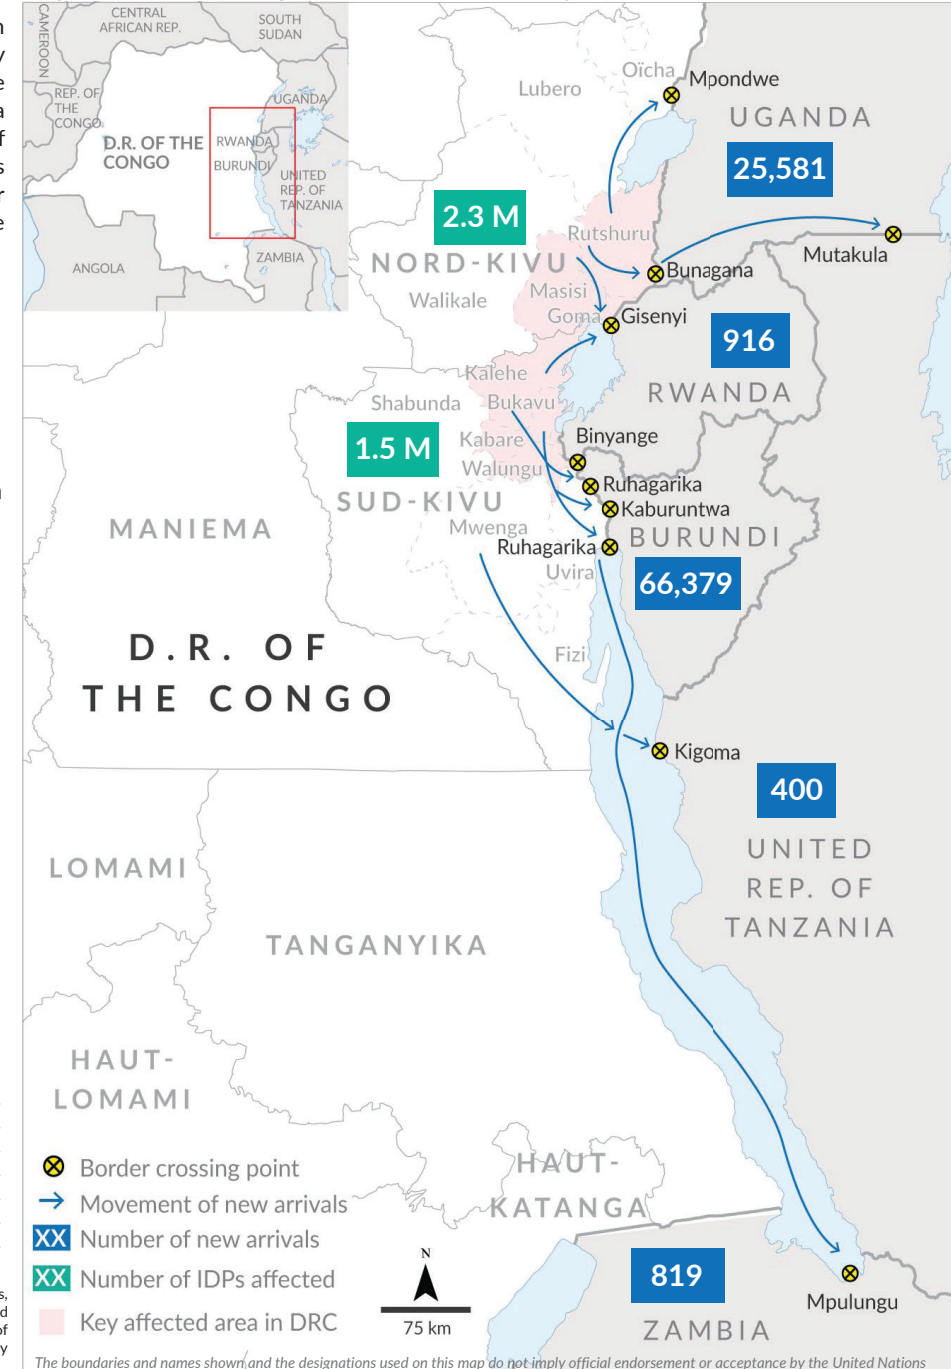 CAMEROON
CENTRAL
AFRICAN REP.
SOUTH
SUDAN
REP. OF
THE
CONGO
D.R. OF THE
CONGO
UGANDA
RWANDA
BURUNDI
UNITED
REP. OF
TANZANIA
ANGOLA
ZAMBIA
Oïcha
Mpondwe
Lubero
UGANDA
25,581
2.3 M
Rutshuru
NORD-KIVU
Mutakula
Bunagana
Walikale
Masisi
Goma
Gisenyi
916
RWANDA
Kalehe
Shabunda
Bukavu
1.5 M
Kabare
Binyange
Walungu
Ruhagarika
SUD-KIVU
Kaburuntwa
MANIEMA
Mwenga
BURUNDI
Ruhagarika
Uvira
66,379
D.R. OF
THE CONGO
Fizi
Kigoma
400
UNITED
REP. OF
TANZANIA
LOMAMI
TANGANYIKA
HAUT-
LOMAMI
HAUT-
KATANGA
Border crossing point
Movement of new arrivals
XX Number of new arrivals
XX Number of IDPs affected
Key affected area in DRC
N
75 km
819
Mpulungu
ZAMBIA
The boundaries and names shown and the designations used on this map do not imply official endorsement or acceptance by the United Nations